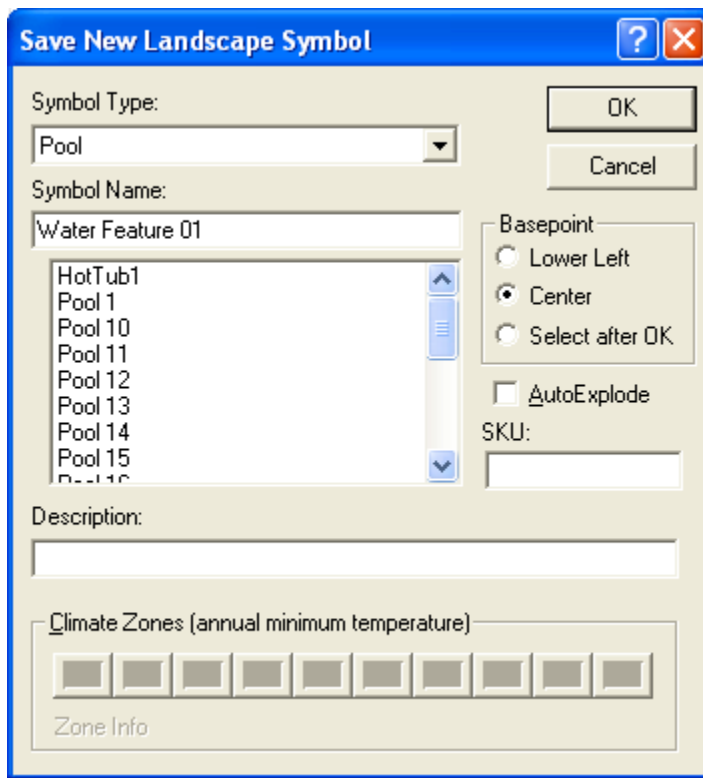 Save New Landscape Symbol
Symbol Type:
Pool
Symbol Name:
Water Feature 01
HotTub1
Pool 1
Pool 10
Pool 11
Pool 12
Pool 13
Pool 14
Pool 15
Pool 16
OK
Cancel
Basepoint
Lower Left
Center
Select after OK
AutoExplode
SKU:
Description:
Climate Zones (annual minimum temperature)
Zone Info